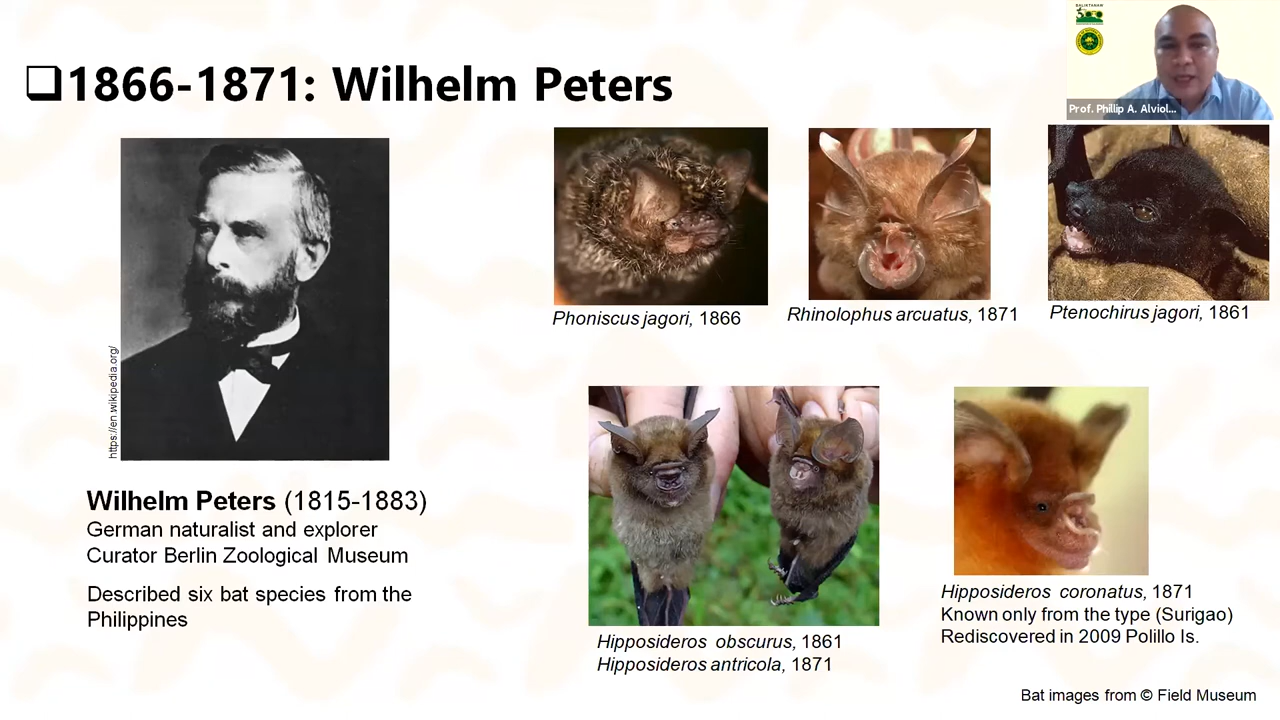 ❑1866-1871: Wilhelm Peters
Prof. Phillip A. Alviol...
https://en.wikipedia.org/
Phoniscus jagori, 1866
Rhinolophus arcuatus, 1871
Ptenochirus jagori, 1861
Wilhelm Peters (1815-1883)
German naturalist and explorer
Curator Berlin Zoological Museum
Described six bat species from the
Philippines
Hipposideros obscurus, 1861
Hipposideros antricola, 1871
Hipposideros coronatus, 1871
Known only from the type (Surigao)
Rediscovered in 2009 Polillo Is.
Bat images from © Field Museum